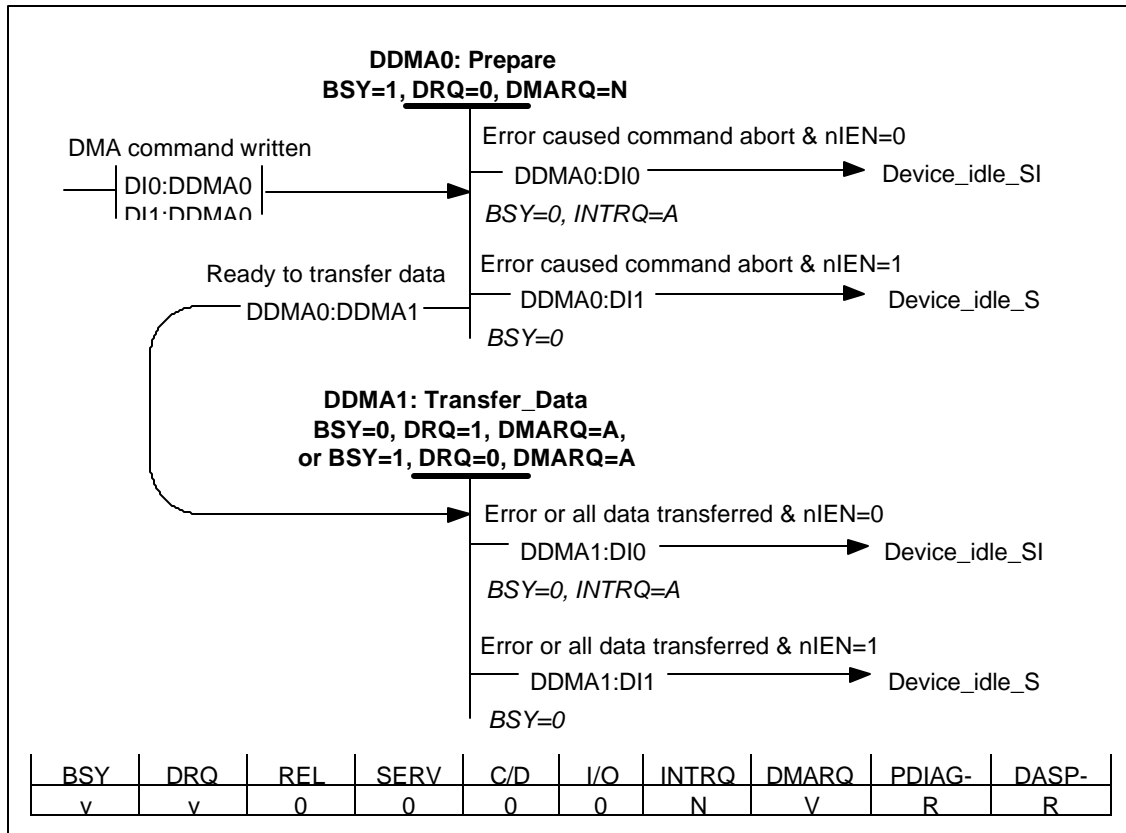 DDMA0: Prepare
BSY=1, DRQ=0, DMARQ=N
Error caused command abort & nIEN=0
DMA command written
DDMA0:DI0
Device_idle_SI
DI0:DDMA0
DI1:DDMA0
BSY=0, INTRQ=A
Error caused command abort & nIEN=1
Ready to transfer data
DDMA0:DI1
Device_idle_S
DDMA0:DDMA1
BSY=0
DDMA1: Transfer_Data
BSY=0, DRQ=1, DMARQ=A,
or BSY=1, DRQ=0, DMARQ=A
Error or all data transferred & nIEN=0
DDMA1:DI0
Device_idle_SI
BSY=0, INTRQ=A
Error or all data transferred & nIEN=1
DDMA1:DI1
Device_idle_S
BSY=0
BSY DRQ REL SERV C/D I/O INTRQ DMARQ PDIAG- DASP-
v v 0 0 0 0 N V R R